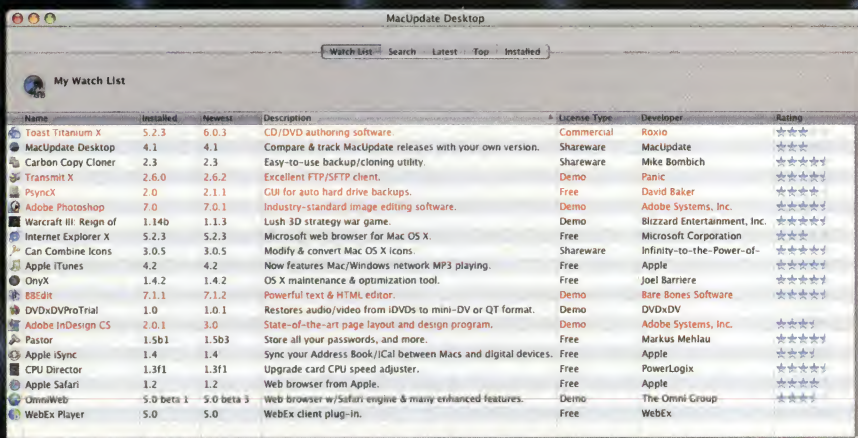 MacUpdate Desktop
Watch List Search Latest Top Installed
My Watch List
Name Installed Newest Description License Type Developer Rating
Toast Titanium X 5.2.3 6.0.3 CD/DVD authoring software. Commercial Roxio
MacUpdate Desktop 4.1 4.1 Compare & track MacUpdate releases with your own version. Shareware MacUpdate
Carbon Copy Cloner 2.3 2.3 Easy-to-use backup/cloning utility. Shareware Mike Bombich
Transmit X 2.6.0 2.6.2 Excellent FTP/SFTP client. Demo Panic
PsyncX 2.0 2.1.1 GUI for auto hard drive backups. Free David Baker
Adobe Photoshop 7.0 7.0.1 Industry-standard image editing software. Demo Adobe Systems, Inc.
Warcraft III: Reign of 1.14b 1.1.3 Lush 3D strategy war game. Demo Blizzard Entertainment, Inc.
Internet Explorer X 5.2.3 5.2.3 Microsoft web browser for Mac OS X. Free Microsoft Corporation
Can Combine Icons 3.0.5 3.0.5 Modify & convert Mac OS X icons. Shareware Infinity-to-the-Power-of-
Apple iTunes 4.2 4.2 Now features Mac/Windows network MP3 playing. Free Apple
OnyX 1.4.2 1.4.2 OS X maintenance & optimization tool. Free Joel Barriere
BBEdit 7.1.1 7.1.2 Powerful text & HTML editor. Demo Bare Bones Software
DVDxDVProTrial 1.0 1.0.1 Restores audio/video from iDVDs to mini-DV or QT format. Demo DVDxDV
Adobe InDesign CS 2.0.1 3.0 State-of-the-art page layout and design program. Demo Adobe Systems, Inc.
Pastor 1.5b1 1.5b3 Store all your passwords, and more. Free Markus Mehlau
Apple iSync 1.4 1.4 Sync your Address Book/iCal between Macs and digital devices. Free Apple
CPU Director 1.3f1 1.3f1 Upgrade card CPU speed adjuster. Free PowerLogix
Apple Safari 1.2 1.2 Web browser from Apple. Free Apple
OmniWeb 5.0 beta 1 5.0 beta 3 Web browser w/Safari engine & many enhanced features. Demo The Omni Group
WebEx Player 5.0 5.0 WebEx client plug-in. Free WebEx